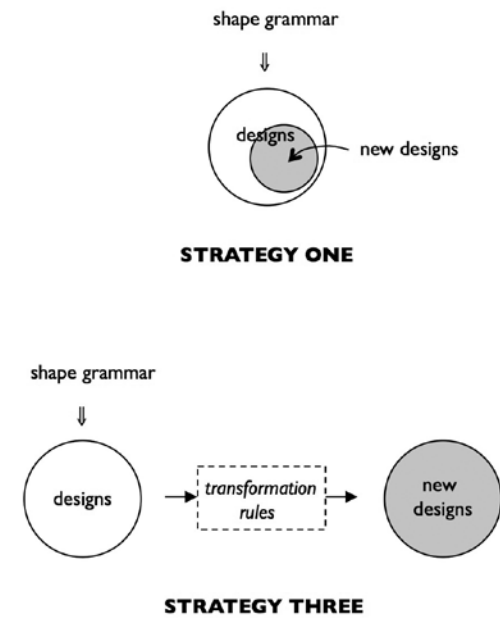 shape grammar
⇓
designs
new designs
STRATEGY ONE
shape grammar
⇓
designs
transformation
rules
new
designs
STRATEGY THREE